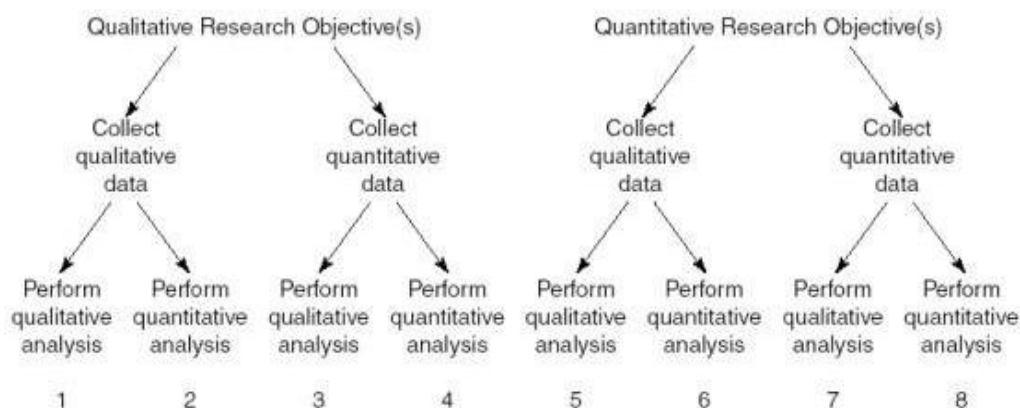 Qualitative Research Objective(s)
Quantitative Research Objective(s)
Collect
qualitative
data
Collect
quantitative
data
Collect
qualitative
data
Collect
quantitative
data
Perform
qualitative
analysis
Perform
quantitative
analysis
Perform
qualitative
analysis
Perform
quantitative
analysis
Perform
qualitative
analysis
Perform
quantitative
analysis
Perform
qualitative
analysis
Perform
quantitative
analysis
1
2
3
4
5
6
7
8